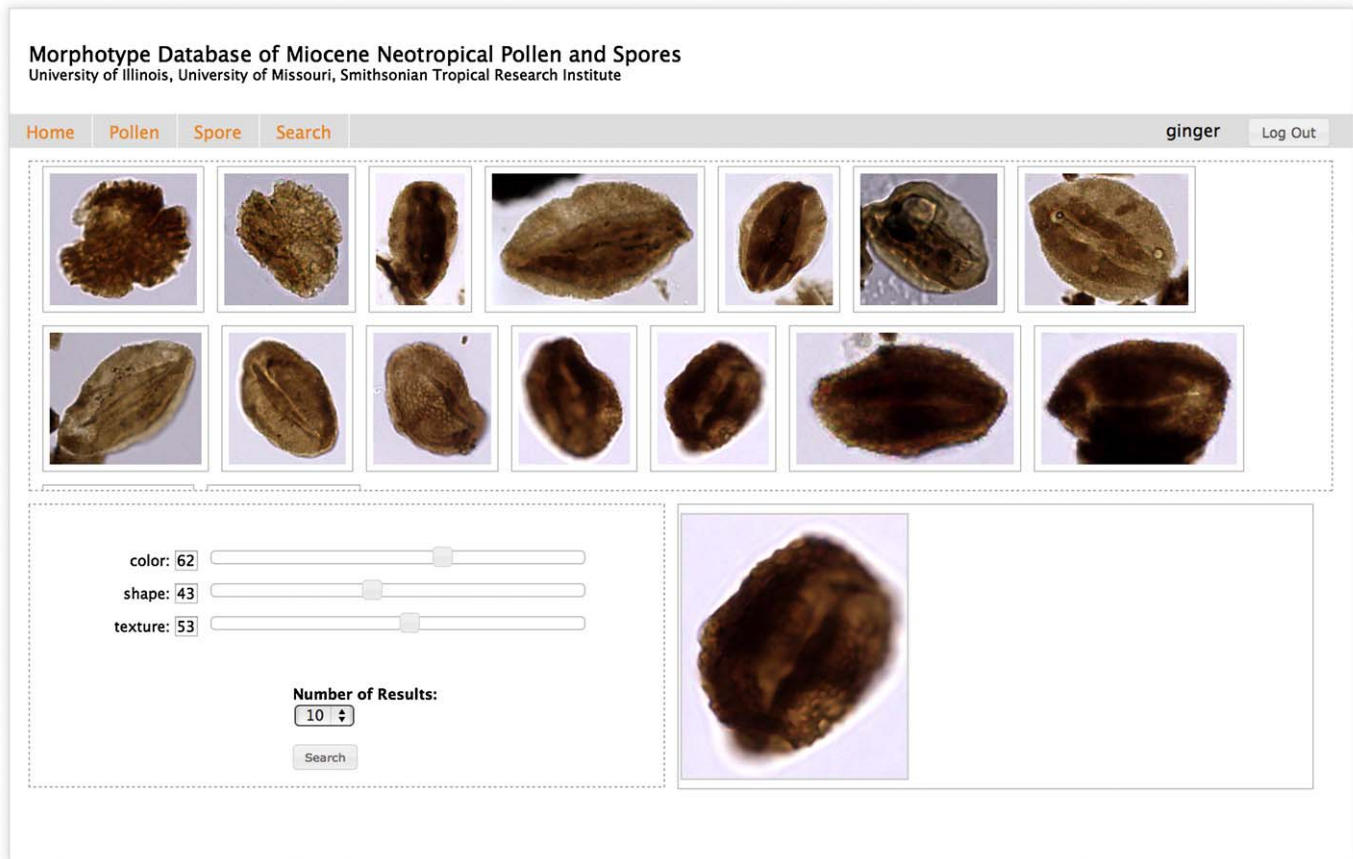 Morphotype Database of Miocene Neotropical Pollen and Spores
University of Illinois, University of Missouri, Smithsonian Tropical Research Institute
Home Pollen Spore Search ginger Log Out
color: 62
shape: 43
texture: 53
Number of Results:
10
Search